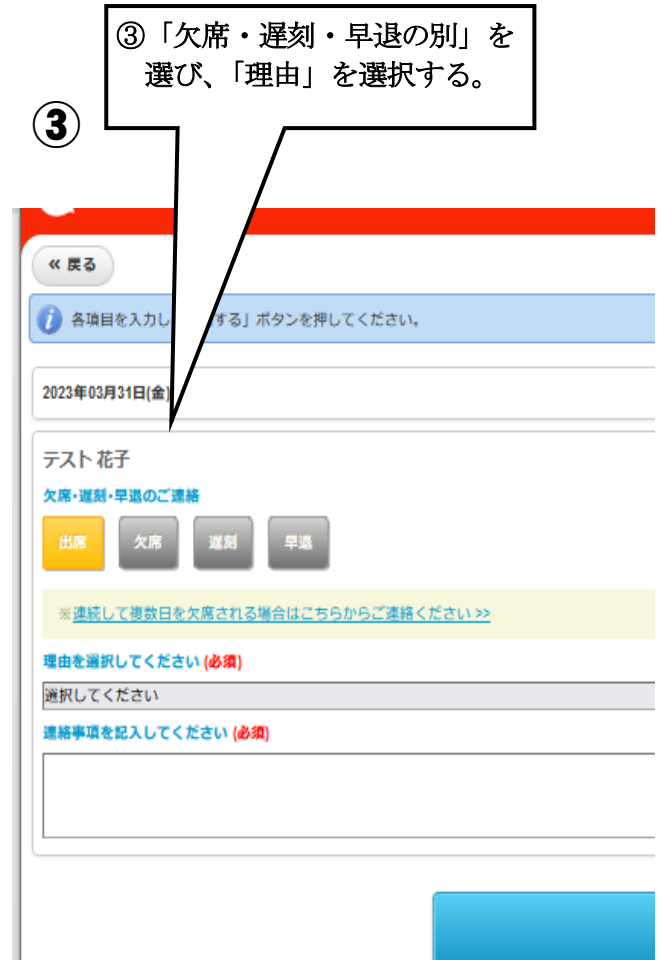 ③「欠席・遅刻・早退の別」を
選び、「理由」を選択する。
③
« 戻る
各項目を入力し する」ボタンを押してください。
2023年03月31日(金)
テスト 花子
欠席・遅刻・早退のご連絡
出席 欠席 遅刻 早退
※連続して複数日を欠席される場合はこちらからご連絡ください >>
理由を選択してください (必須)
選択してください
連絡事項を記入してください (必須)